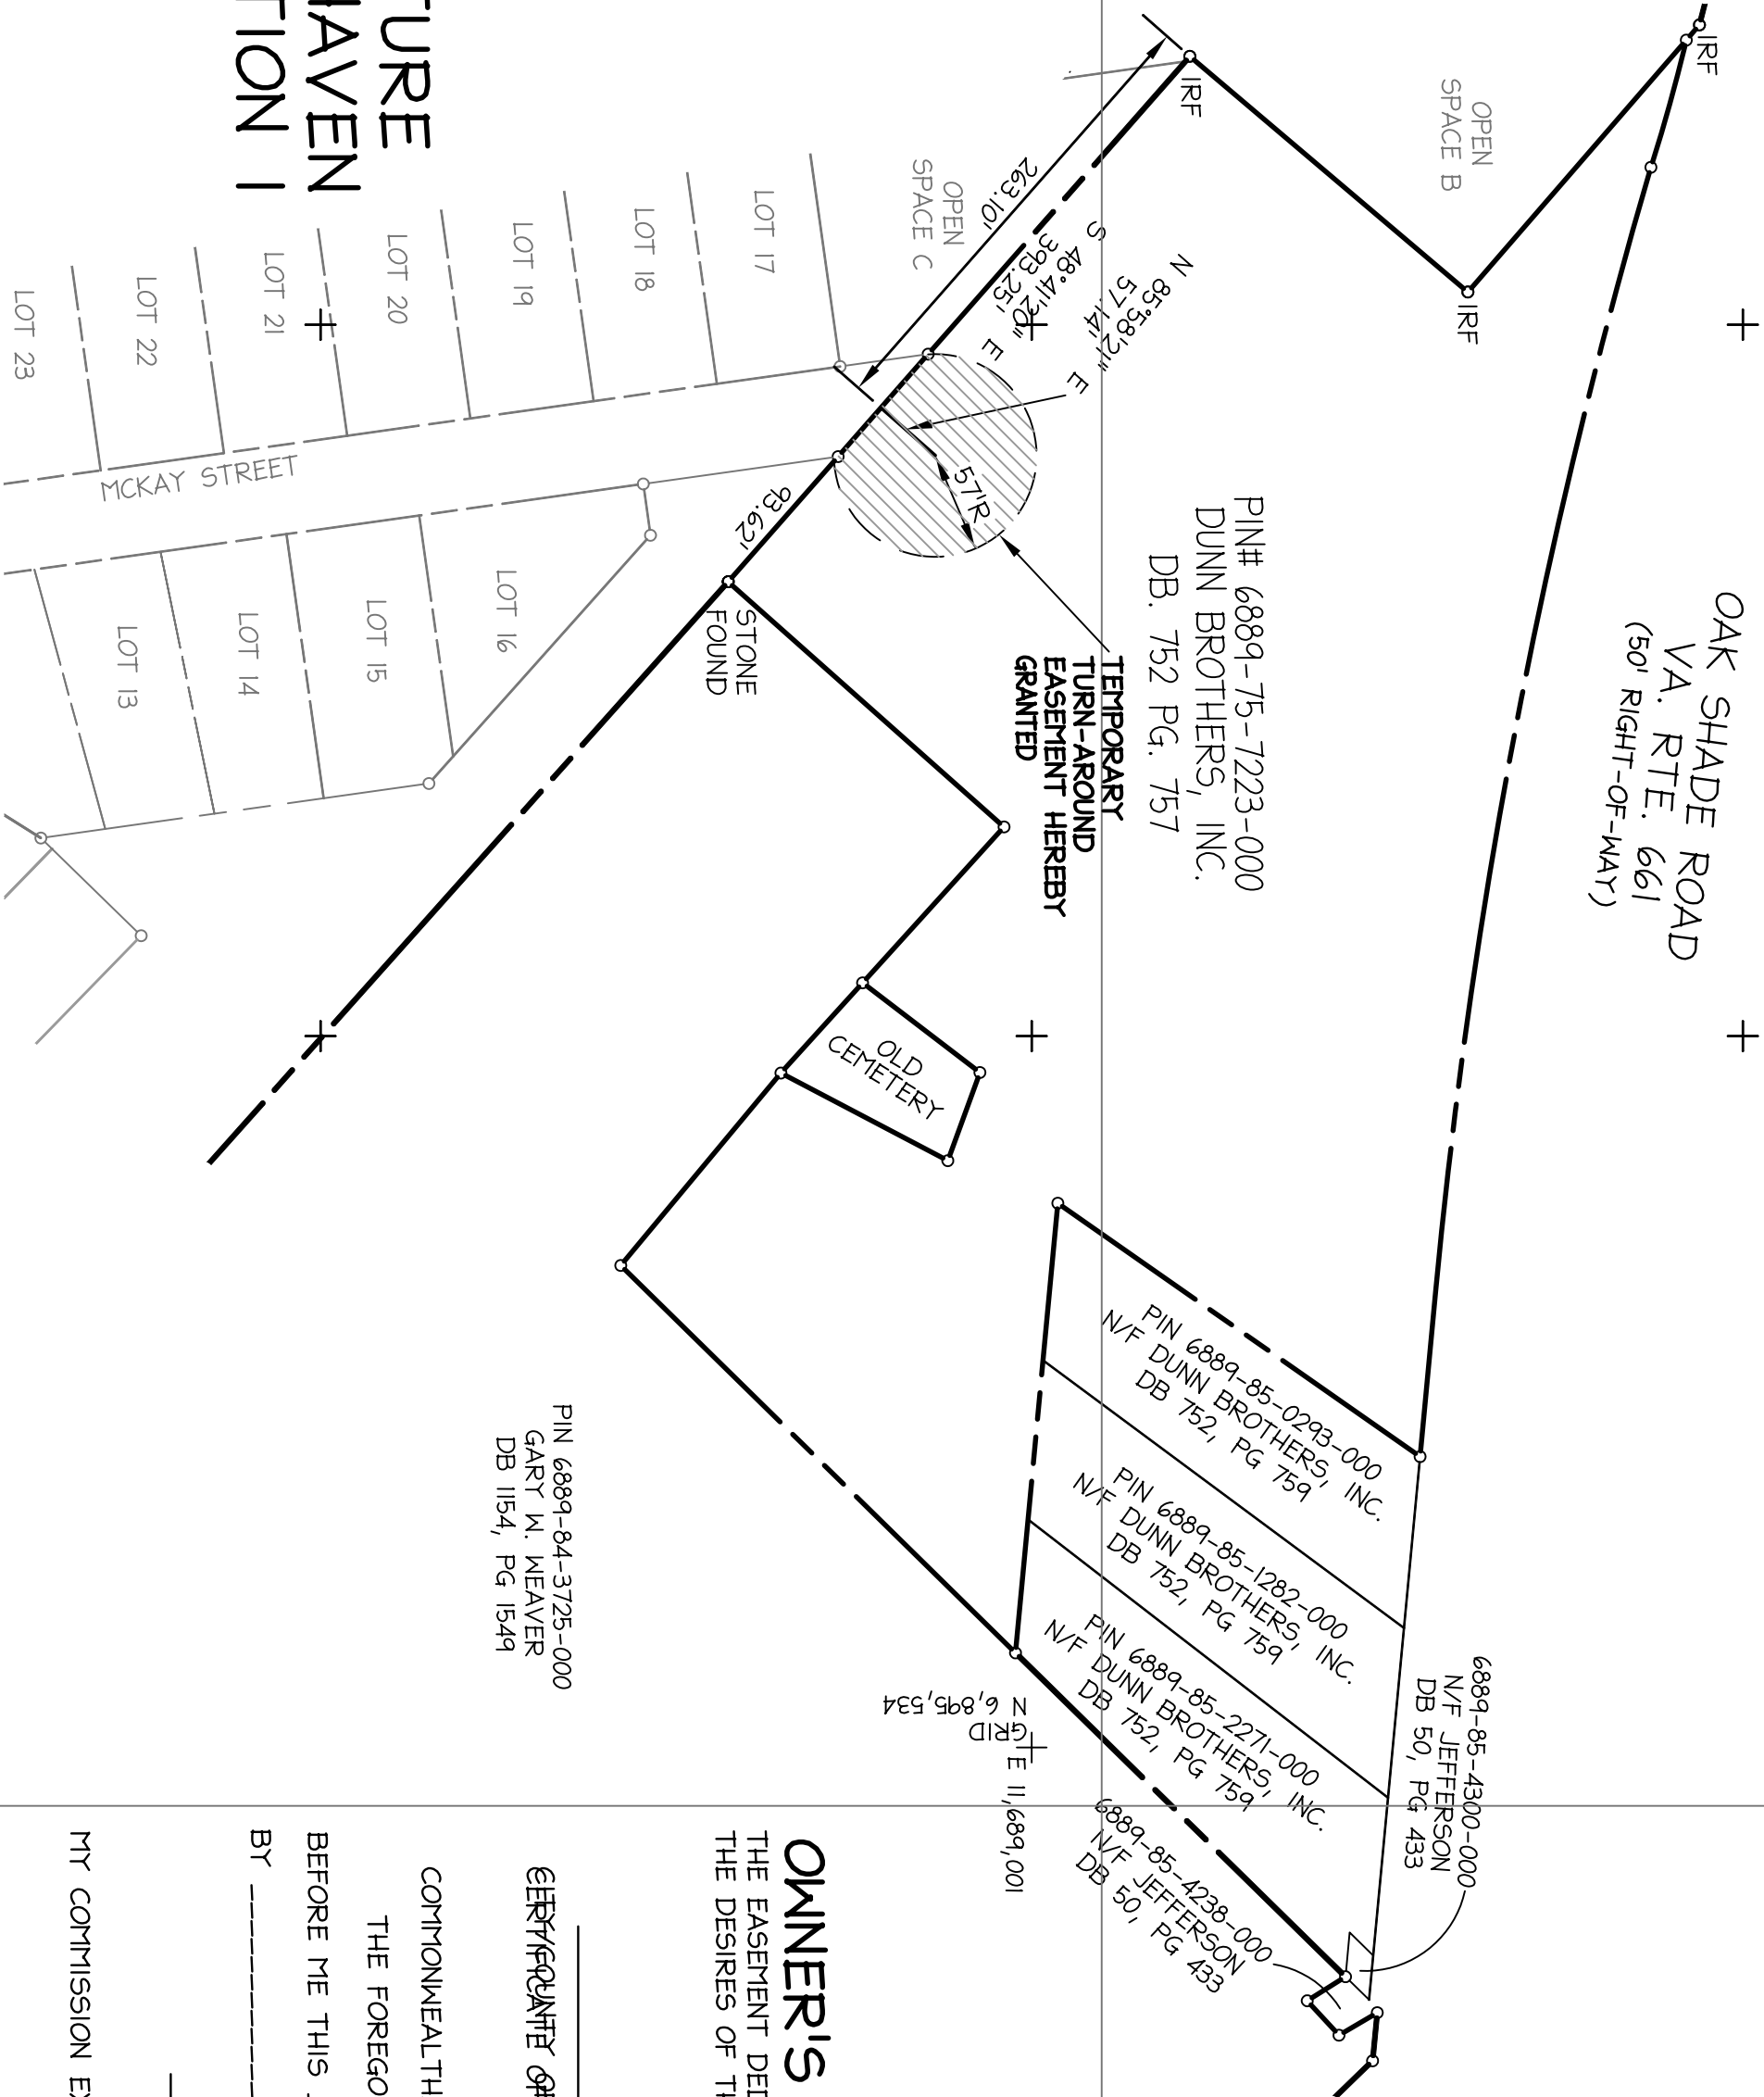 OAK SHADE ROAD
VA. RTE. 661
(50' RIGHT-OF-WAY)
IRF
OPEN
SPACE B
IRF
IRF
PIN# 6889-75-7223-000
DUNN BROTHERS, INC.
DB. 752 PG. 757
TEMPORARY
TURN-AROUND
EASEMENT HEREBY
GRANTED
N 85°58'21" E
57.14'
S 48°41'20" E
393.25'
263.10'
57'R
93.62'
OPEN
SPACE C
LOT 17
LOT 18
LOT 19
LOT 20
LOT 21
LOT 22
LOT 23
MCKAY STREET
LOT 16
LOT 15
LOT 14
LOT 13
STONE
FOUND
OLD
CEMETERY
PIN 6889-85-0293-000
N/F DUNN BROTHERS, INC.
DB 752, PG 759
PIN 6889-85-1282-000
N/F DUNN BROTHERS, INC.
DB 752, PG 759
PIN 6889-85-2271-000
N/F DUNN BROTHERS, INC.
DB 752, PG 759
6889-85-4300-000
N/F JEFFERSON
DB 50, PG 433
6889-85-4238-000
N/F JEFFERSON
DB 50, PG 433
GRID
N 6,895,534
E 11,689,001
PIN 6889-84-3725-000
GARY W. WEAVER
DB 1154, PG 1549
TURE
HAVEN
TION I
OWNER'S
THE EASEMENT DED
THE DESIRES OF TH
CITY/COUNTY OF
CERTIFICATE OF
COMMONWEALTH
THE FOREGO
BEFORE ME THIS
BY
MY COMMISSION EX